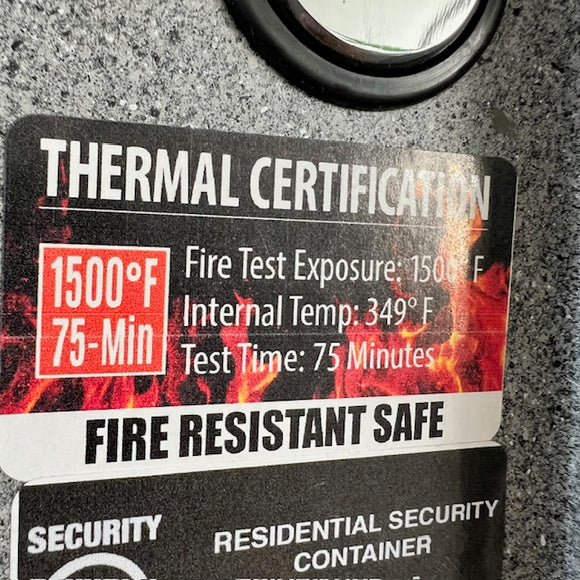 THERMAL CERTIFICATION
1500°F
75-Min
Fire Test Exposure: 1500° F
Internal Temp: 349° F
Test Time: 75 Minutes
FIRE RESISTANT SAFE
SECURITY
RESIDENTIAL SECURITY
CONTAINER